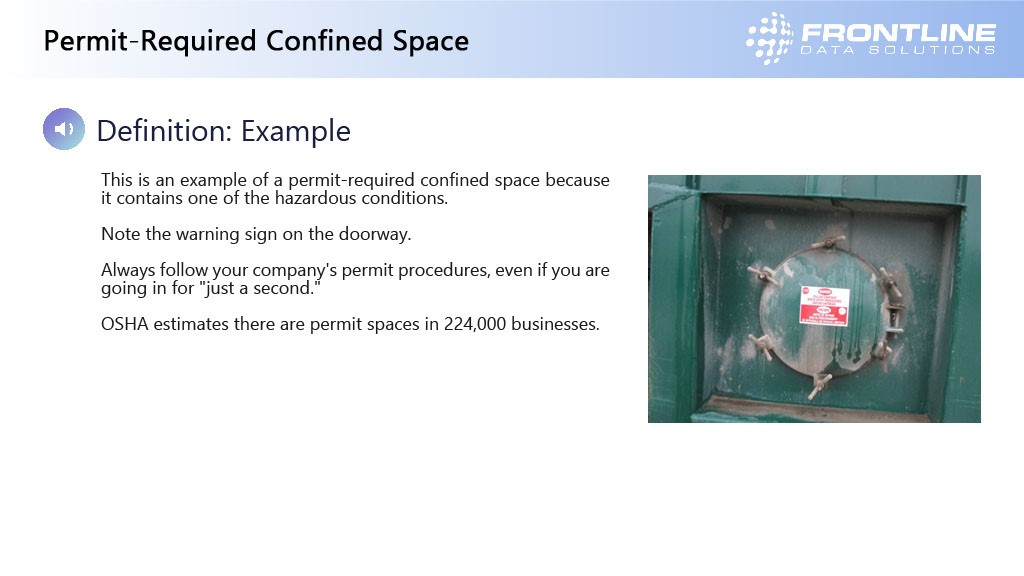 Permit-Required Confined Space
FRONTLINE
DATA SOLUTIONS
Definition: Example
This is an example of a permit-required confined space because
it contains one of the hazardous conditions.
Note the warning sign on the doorway.
Always follow your company's permit procedures, even if you are
going in for "just a second."
OSHA estimates there are permit spaces in 224,000 businesses.